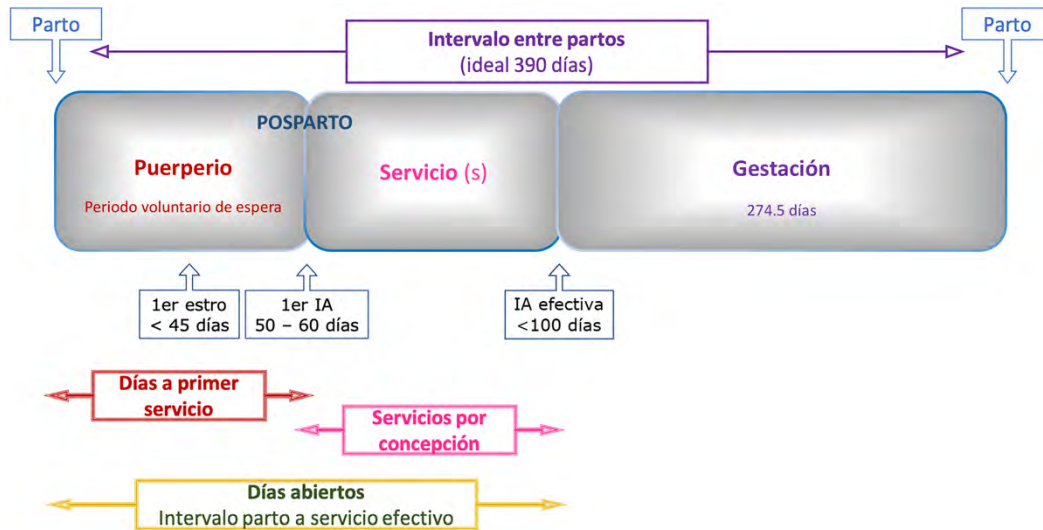 Parto
Intervalo entre partos
(ideal 390 días)
Parto
POSPARTO
Puerperio
Periodo voluntario de espera
Servicio (s)
Gestación
274.5 días
1er estro
< 45 días
1er IA
50 – 60 días
IA efectiva
<100 días
Días a primer
servicio
Servicios por
concepción
Días abiertos
Intervalo parto a servicio efectivo